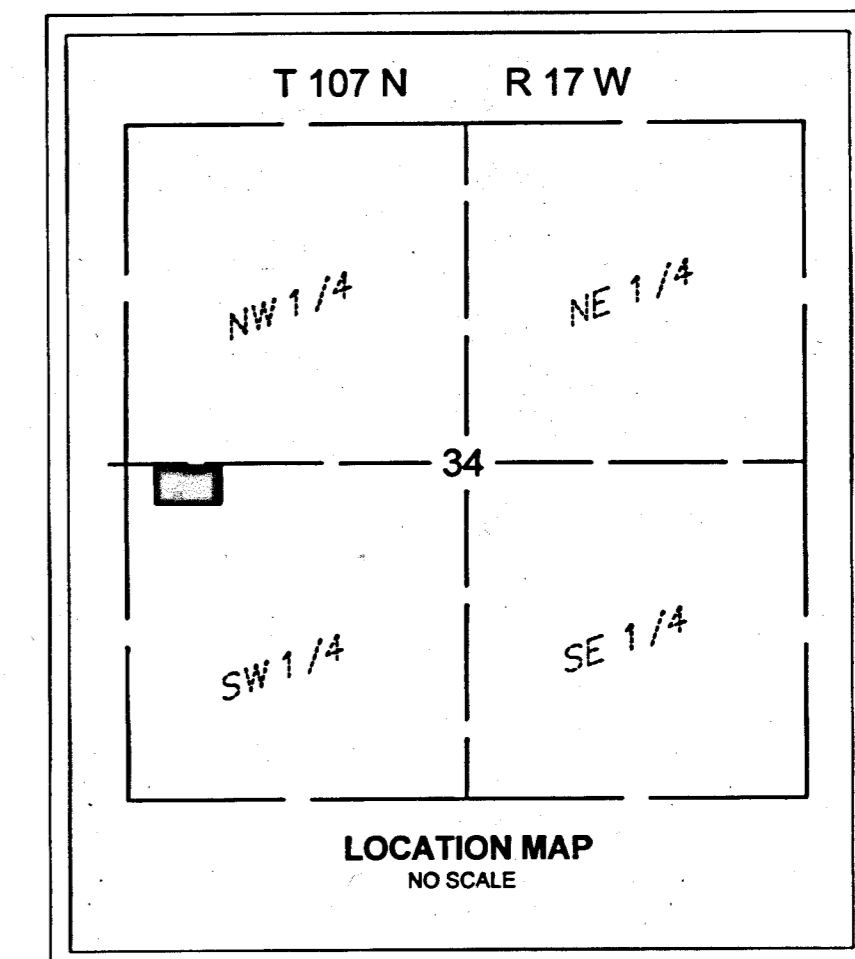 T 107 N R 17 W
NW 1/4 NE 1/4
34
SW 1/4 SE 1/4
LOCATION MAP
NO SCALE